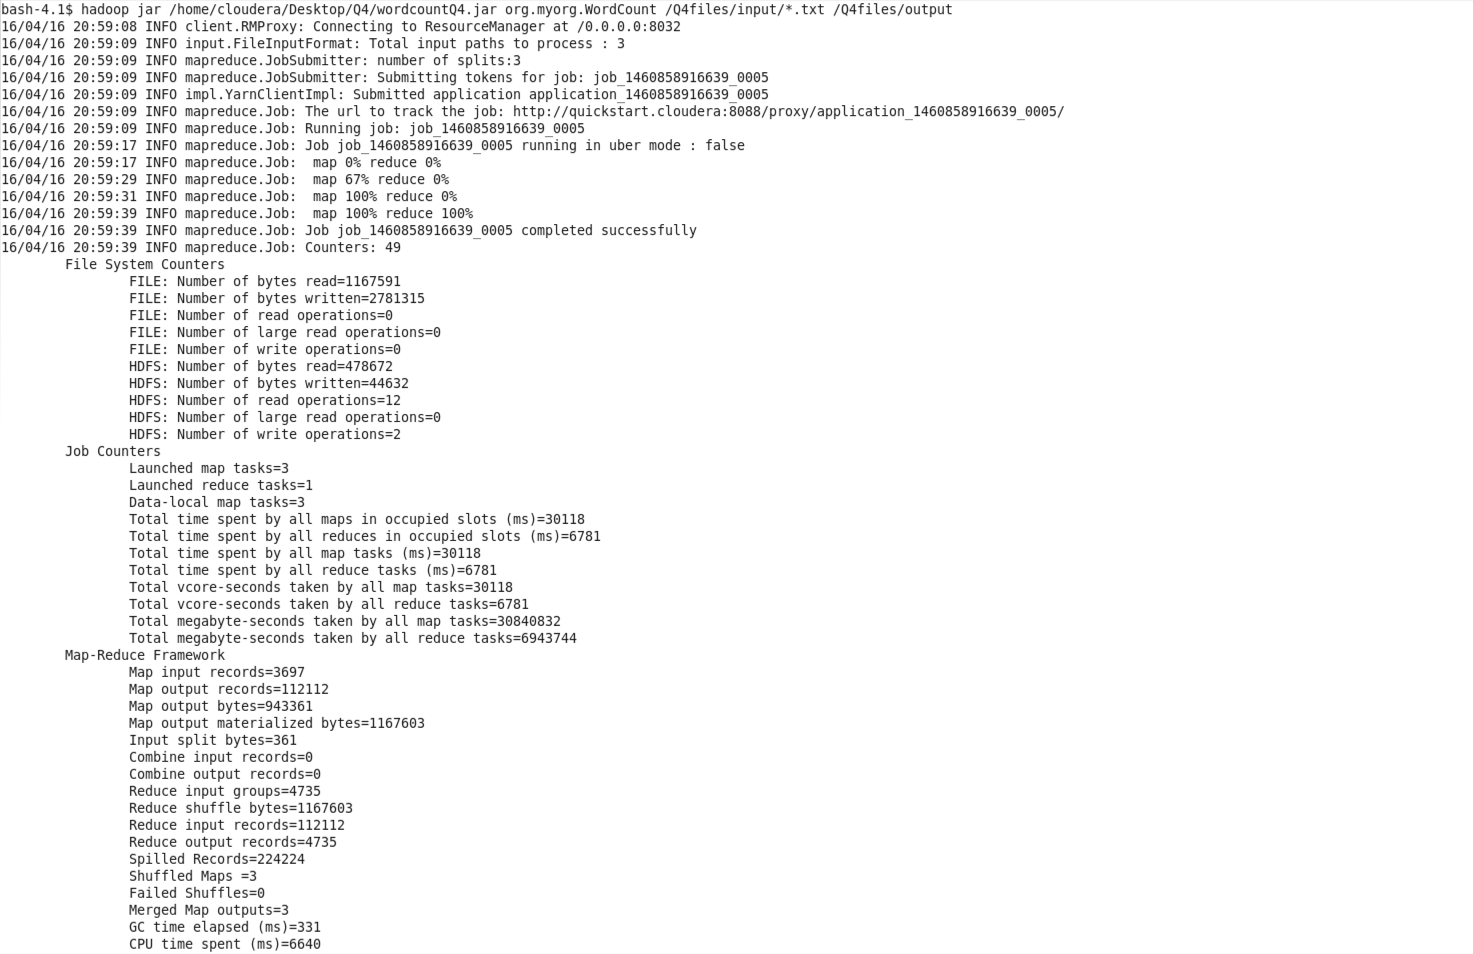 bash-4.1$ hadoop jar /home/cloudera/Desktop/Q4/wordcountQ4.jar org.myorg.WordCount /Q4files/input/*.txt /Q4files/output
16/04/16 20:59:08 INFO client.RMProxy: Connecting to ResourceManager at /0.0.0.0:8032
16/04/16 20:59:09 INFO input.FileInputFormat: Total input paths to process : 3
16/04/16 20:59:09 INFO mapreduce.JobSubmitter: number of splits:3
16/04/16 20:59:09 INFO mapreduce.JobSubmitter: Submitting tokens for job: job_1460858916639_0005
16/04/16 20:59:09 INFO impl.YarnClientImpl: Submitted application application_1460858916639_0005
16/04/16 20:59:09 INFO mapreduce.Job: The url to track the job: http://quickstart.cloudera:8088/proxy/application_1460858916639_0005/
16/04/16 20:59:09 INFO mapreduce.Job: Running job: job_1460858916639_0005
16/04/16 20:59:17 INFO mapreduce.Job: Job job_1460858916639_0005 running in uber mode : false
16/04/16 20:59:17 INFO mapreduce.Job:  map 0% reduce 0%
16/04/16 20:59:29 INFO mapreduce.Job:  map 67% reduce 0%
16/04/16 20:59:31 INFO mapreduce.Job:  map 100% reduce 0%
16/04/16 20:59:39 INFO mapreduce.Job:  map 100% reduce 100%
16/04/16 20:59:39 INFO mapreduce.Job: Job job_1460858916639_0005 completed successfully
16/04/16 20:59:39 INFO mapreduce.Job: Counters: 49
File System Counters
FILE: Number of bytes read=1167591
FILE: Number of bytes written=2781315
FILE: Number of read operations=0
FILE: Number of large read operations=0
FILE: Number of write operations=0
HDFS: Number of bytes read=478672
HDFS: Number of bytes written=44632
HDFS: Number of read operations=12
HDFS: Number of large read operations=0
HDFS: Number of write operations=2
Job Counters
Launched map tasks=3
Launched reduce tasks=1
Data-local map tasks=3
Total time spent by all maps in occupied slots (ms)=30118
Total time spent by all reduces in occupied slots (ms)=6781
Total time spent by all map tasks (ms)=30118
Total time spent by all reduce tasks (ms)=6781
Total vcore-seconds taken by all map tasks=30118
Total vcore-seconds taken by all reduce tasks=6781
Total megabyte-seconds taken by all map tasks=30840832
Total megabyte-seconds taken by all reduce tasks=6943744
Map-Reduce Framework
Map input records=3697
Map output records=112112
Map output bytes=943361
Map output materialized bytes=1167603
Input split bytes=361
Combine input records=0
Combine output records=0
Reduce input groups=4735
Reduce shuffle bytes=1167603
Reduce input records=112112
Reduce output records=4735
Spilled Records=224224
Shuffled Maps =3
Failed Shuffles=0
Merged Map outputs=3
GC time elapsed (ms)=331
CPU time spent (ms)=6640